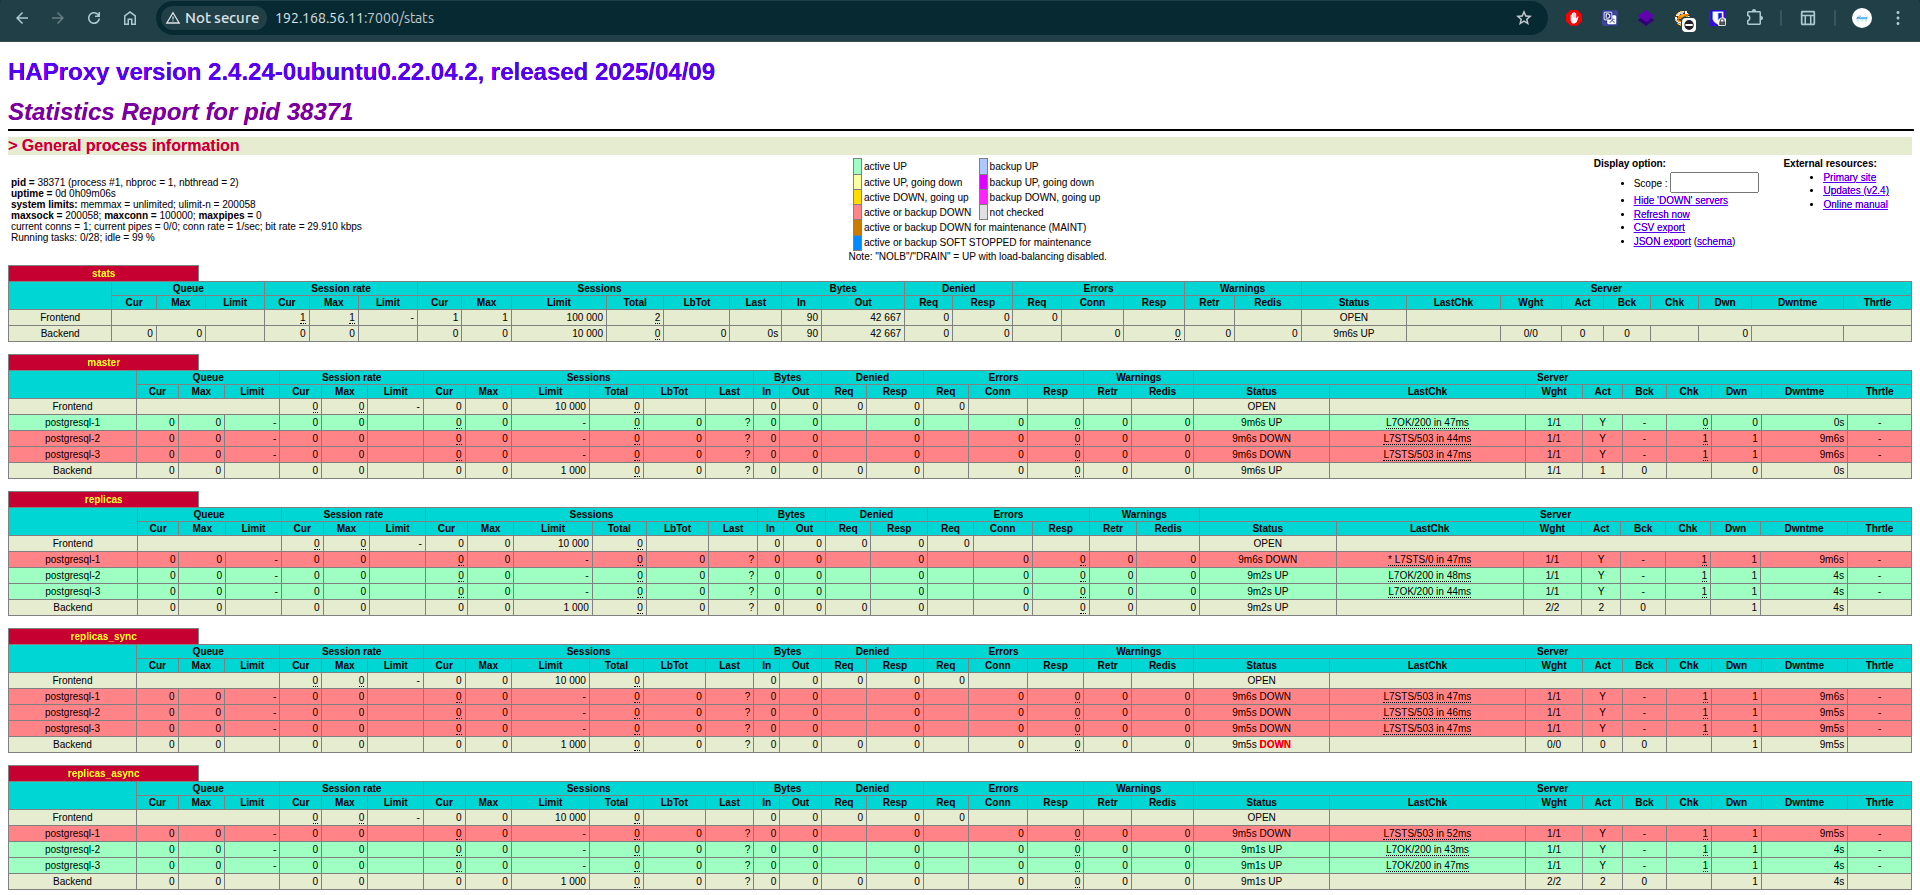 Not secure 192.168.56.11:7000/stats
HAProxy version 2.4.24-0ubuntu0.22.04.2, released 2025/04/09
Statistics Report for pid 38371
> General process information
pid = 38371 (process #1, nbproc = 1, nbthread = 2)
uptime = 0d 0h09m06s
system limits: memmax = unlimited; ulimit-n = 200058
maxsock = 200058; maxconn = 100000; maxpipes = 0
current conns = 1; current pipes = 0/0; conn rate = 1/sec; bit rate = 29.910 kbps
Running tasks: 0/28; idle = 99 %
active UP backup UP
active UP, going down backup UP, going down
active DOWN, going up backup DOWN, going up
active or backup DOWN not checked
active or backup DOWN for maintenance (MAINT)
active or backup SOFT STOPPED for maintenance
Note: "NOLB"/"DRAIN" = UP with load-balancing disabled.
Display option:
• Scope :
• Hide 'DOWN' servers
• Refresh now
• CSV export
• JSON export (schema)
External resources:
• Primary site
• Updates (v2.4)
• Online manual
stats
Queue Session rate Sessions Bytes Denied Errors Warnings Server
Cur Max Limit Cur Max Limit Cur Max Limit Total LbTot Last In Out Req Resp Req Conn Resp Retr Redis Status LastChk Wght Act Bck Chk Dwn Dwntme Thrtle
Frontend 1 1 - 1 1 100 000 2 90 42 667 0 0 0 OPEN
Backend 0 0 0 0 0 0 10 000 0 0 0s 90 42 667 0 0 0 0 0 0 9m6s UP 0/0 0 0 0
master
Queue Session rate Sessions Bytes Denied Errors Warnings Server
Cur Max Limit Cur Max Limit Cur Max Limit Total LbTot Last In Out Req Resp Req Conn Resp Retr Redis Status LastChk Wght Act Bck Chk Dwn Dwntme Thrtle
Frontend 0 0 - 0 0 10 000 0 0 0 0 0 0 OPEN
postgresql-1 0 0 - 0 0 0 0 - 0 0 ? 0 0 0 0 0 0 0 9m6s UP L7OK/200 in 47ms 1/1 Y - 0 0 0s -
postgresql-2 0 0 - 0 0 0 0 - 0 0 ? 0 0 0 0 0 0 0 9m6s DOWN L7STS/503 in 44ms 1/1 Y - 1 1 9m6s -
postgresql-3 0 0 - 0 0 0 0 - 0 0 ? 0 0 0 0 0 0 0 9m6s DOWN L7STS/503 in 47ms 1/1 Y - 1 1 9m6s -
Backend 0 0 0 0 0 0 1 000 0 0 ? 0 0 0 0 0 0 0 0 9m6s UP 1/1 1 0 0 0s
replicas
Queue Session rate Sessions Bytes Denied Errors Warnings Server
Cur Max Limit Cur Max Limit Cur Max Limit Total LbTot Last In Out Req Resp Req Conn Resp Retr Redis Status LastChk Wght Act Bck Chk Dwn Dwntme Thrtle
Frontend 0 0 - 0 0 10 000 0 0 0 0 0 0 OPEN
postgresql-1 0 0 - 0 0 0 0 - 0 0 ? 0 0 0 0 0 0 0 9m6s DOWN * L7STS/0 in 47ms 1/1 Y - 1 1 9m6s -
postgresql-2 0 0 - 0 0 0 0 - 0 0 ? 0 0 0 0 0 0 0 9m2s UP L7OK/200 in 48ms 1/1 Y - 1 1 4s -
postgresql-3 0 0 - 0 0 0 0 - 0 0 ? 0 0 0 0 0 0 0 9m2s UP L7OK/200 in 44ms 1/1 Y - 1 1 4s -
Backend 0 0 0 0 0 0 1 000 0 0 ? 0 0 0 0 0 0 0 0 9m2s UP 2/2 2 0 1 4s
replicas_sync
Queue Session rate Sessions Bytes Denied Errors Warnings Server
Cur Max Limit Cur Max Limit Cur Max Limit Total LbTot Last In Out Req Resp Req Conn Resp Retr Redis Status LastChk Wght Act Bck Chk Dwn Dwntme Thrtle
Frontend 0 0 - 0 0 10 000 0 0 0 0 0 0 OPEN
postgresql-1 0 0 - 0 0 0 0 - 0 0 ? 0 0 0 0 0 0 0 9m6s DOWN L7STS/503 in 47ms 1/1 Y - 1 1 9m6s -
postgresql-2 0 0 - 0 0 0 0 - 0 0 ? 0 0 0 0 0 0 0 9m5s DOWN L7STS/503 in 46ms 1/1 Y - 1 1 9m5s -
postgresql-3 0 0 - 0 0 0 0 - 0 0 ? 0 0 0 0 0 0 0 9m5s DOWN L7STS/503 in 47ms 1/1 Y - 1 1 9m5s -
Backend 0 0 0 0 0 0 1 000 0 0 ? 0 0 0 0 0 0 0 0 9m5s DOWN 0/0 0 0 1 9m5s
replicas_async
Queue Session rate Sessions Bytes Denied Errors Warnings Server
Cur Max Limit Cur Max Limit Cur Max Limit Total LbTot Last In Out Req Resp Req Conn Resp Retr Redis Status LastChk Wght Act Bck Chk Dwn Dwntme Thrtle
Frontend 0 0 - 0 0 10 000 0 0 0 0 0 0 OPEN
postgresql-1 0 0 - 0 0 0 0 - 0 0 ? 0 0 0 0 0 0 0 9m5s DOWN L7STS/503 in 52ms 1/1 Y - 1 1 9m5s -
postgresql-2 0 0 - 0 0 0 0 - 0 0 ? 0 0 0 0 0 0 0 9m1s UP L7OK/200 in 43ms 1/1 Y - 1 1 4s -
postgresql-3 0 0 - 0 0 0 0 - 0 0 ? 0 0 0 0 0 0 0 9m1s UP L7OK/200 in 47ms 1/1 Y - 1 1 4s -
Backend 0 0 0 0 0 0 1 000 0 0 ? 0 0 0 0 0 0 0 0 9m1s UP 2/2 2 0 1 4s